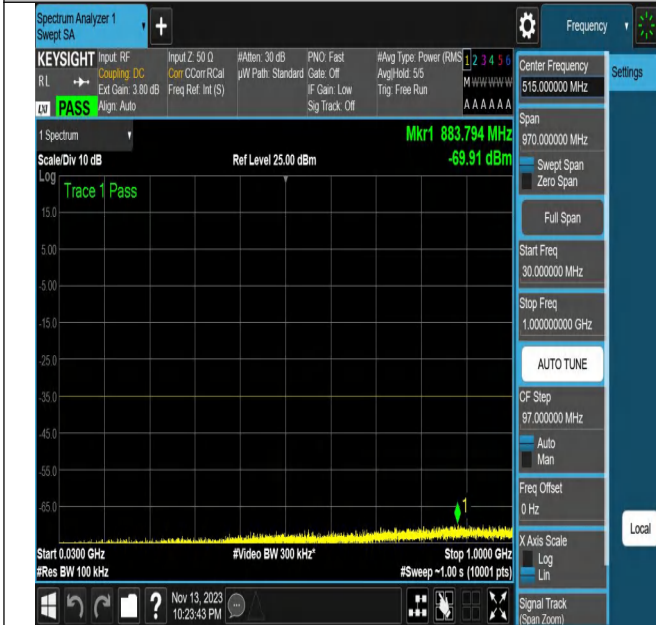 Spectrum Analyzer 1
Swept SA
+
Frequency
KEYSIGHT
RL
LXI PASS
Input: RF
Coupling: DC
Ext Gain: 3.80 dB
Align: Auto
Input Z: 50 Ω
Corr CCorr RCal
Freq Ref: Int (S)
#Atten: 30 dB
µW Path: Standard
PNO: Fast
Gate: Off
IF Gain: Low
Sig Track: Off
#Avg Type: Power (RMS
Avg|Hold: 5/5
Trig: Free Run
1 2 3 4 5 6
M W W W W W
A A A A A A
1 Spectrum
Scale/Div 10 dB
Ref Level 25.00 dBm
Mkr1 883.794 MHz
-69.91 dBm
Log
Trace 1 Pass
15.0
5.00
-5.00
-15.0
-25.0
-35.0
-45.0
-55.0
-65.0
1
Start 0.0300 GHz
#Video BW 300 kHz*
Stop 1.0000 GHz
#Res BW 100 kHz
#Sweep ~1.00 s (10001 pts)
?
Nov 13, 2023
10:23:43 PM
Center Frequency
515.000000 MHz
Span
970.000000 MHz
Swept Span
Zero Span
Full Span
Start Freq
30.000000 MHz
Stop Freq
1.000000000 GHz
AUTO TUNE
CF Step
97.000000 MHz
Auto
Man
Freq Offset
0 Hz
X Axis Scale
Log
Lin
Signal Track
(Span Zoom)
Settings
Local